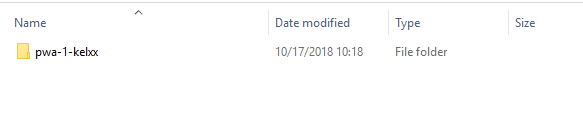 Name Date modified Type Size
pwa-1-kelxx 10/17/2018 10:18 File folder